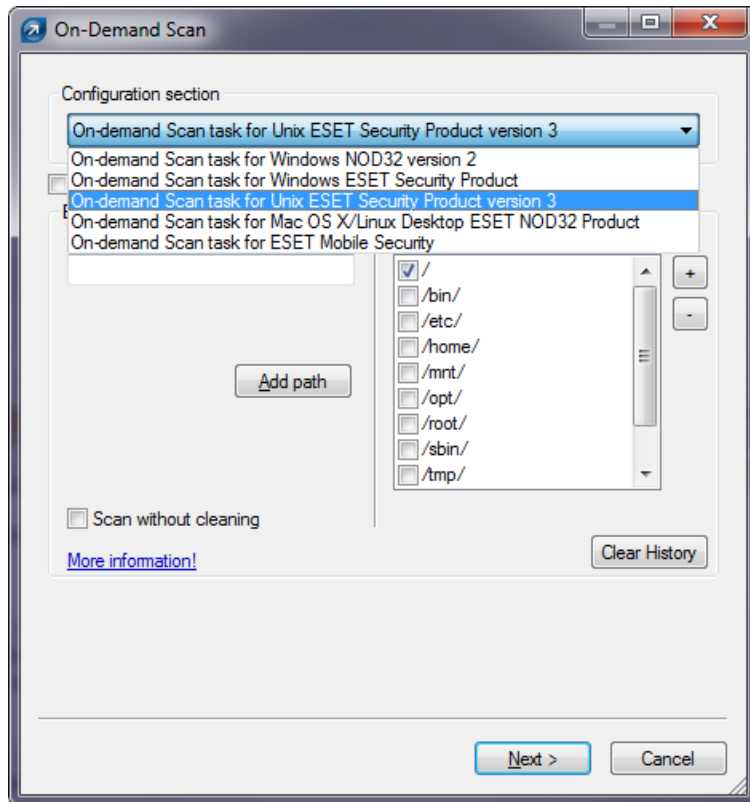 On-Demand Scan
Configuration section
On-demand Scan task for Unix ESET Security Product version 3
On-demand Scan task for Windows NOD32 version 2
On-demand Scan task for Windows ESET Security Product
On-demand Scan task for Unix ESET Security Product version 3
On-demand Scan task for Mac OS X/Linux Desktop ESET NOD32 Product
On-demand Scan task for ESET Mobile Security
/
/bin/
/etc/
/home/
/mnt/
/opt/
/root/
/sbin/
/tmp/
+
-
Add path
Scan without cleaning
More information!
Clear History
Next >
Cancel